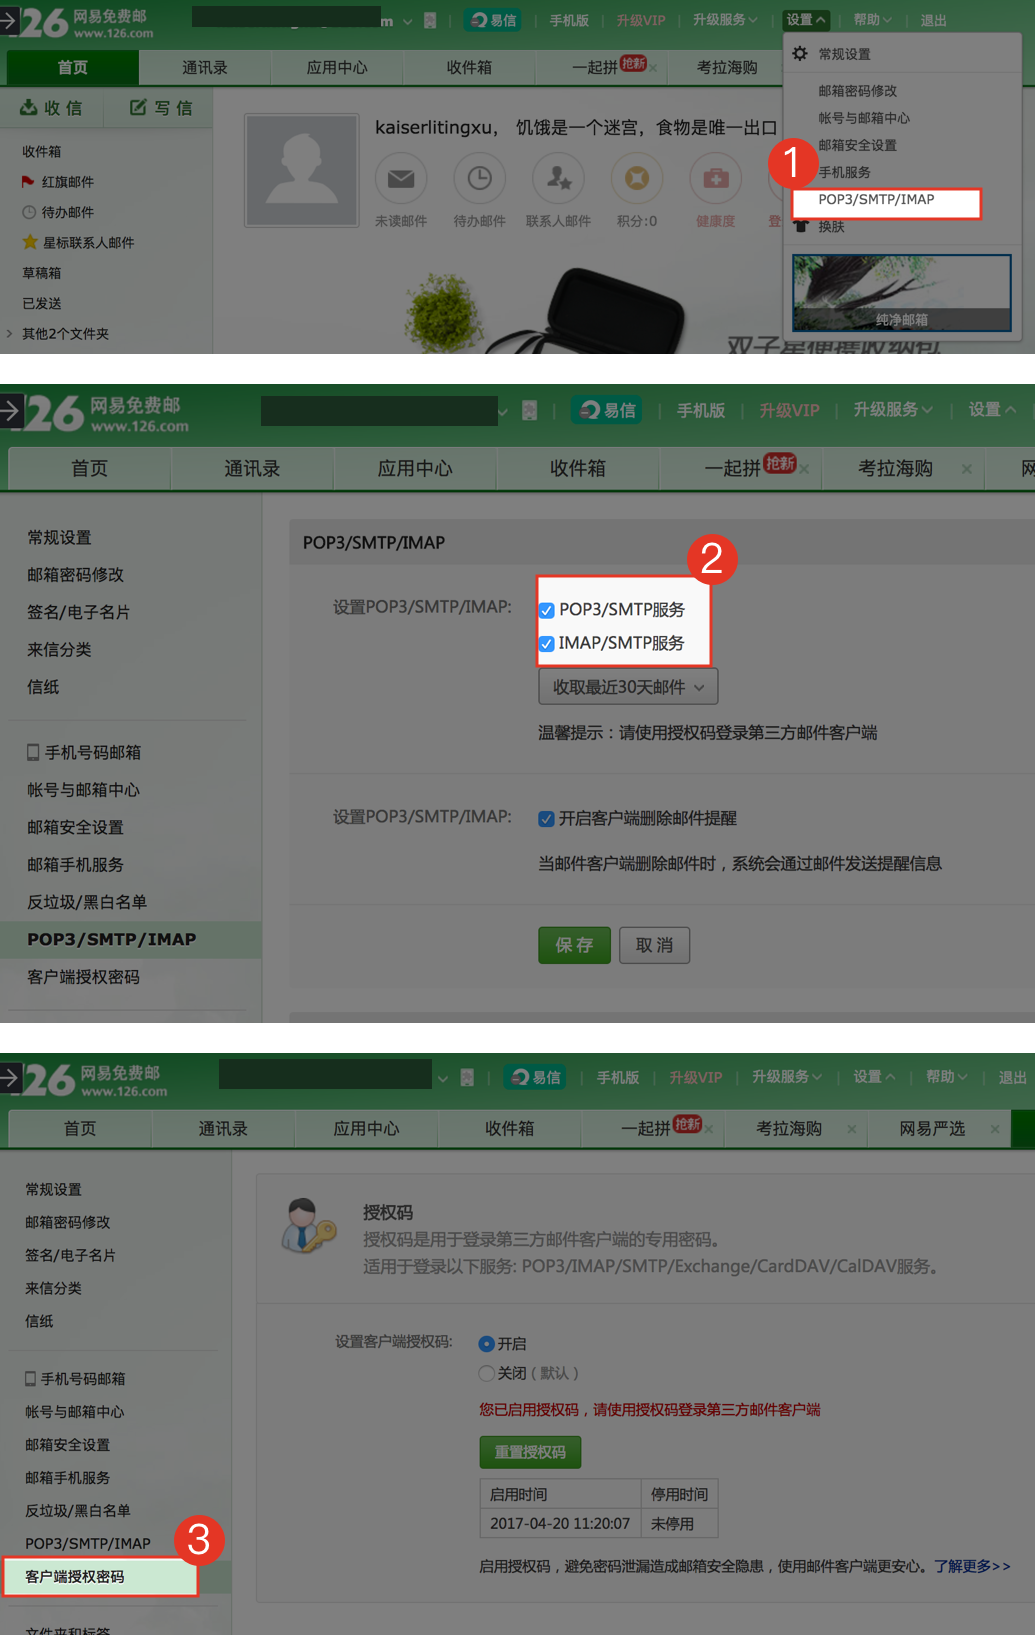 126 网易免费邮
www.126.com
m
易信 手机版 升级VIP 升级服务 设置 帮助 退出
首页 通讯录 应用中心 收件箱 一起拼 抢新 × 考拉海购
收信 写信
收件箱
红旗邮件
待办邮件
星标联系人邮件
草稿箱
已发送
其他2个文件夹
kaiserlitingxu， 饥饿是一个迷宫，食物是唯一出口
未读邮件 待办邮件 联系人邮件 积分:0 健康度 登
常规设置
邮箱密码修改
帐号与邮箱中心
邮箱安全设置
1
手机服务
POP3/SMTP/IMAP
换肤
纯净邮箱
双子星便携收纳包
126 网易免费邮
www.126.com
易信 手机版 升级VIP 升级服务 设置
首页 通讯录 应用中心 收件箱 一起拼 抢新 × 考拉海购 × 网
常规设置
邮箱密码修改
签名/电子名片
来信分类
信纸
手机号码邮箱
帐号与邮箱中心
邮箱安全设置
邮箱手机服务
反垃圾/黑白名单
POP3/SMTP/IMAP
客户端授权密码
POP3/SMTP/IMAP
2
设置POP3/SMTP/IMAP: POP3/SMTP服务
IMAP/SMTP服务
收取最近30天邮件
温馨提示：请使用授权码登录第三方邮件客户端
设置POP3/SMTP/IMAP: 开启客户端删除邮件提醒
当邮件客户端删除邮件时，系统会通过邮件发送提醒信息
保存 取消
126 网易免费邮
www.126.com
易信 手机版 升级VIP 升级服务 设置 帮助 退出
首页 通讯录 应用中心 收件箱 一起拼 抢新 × 考拉海购 × 网易严选 ×
常规设置
邮箱密码修改
签名/电子名片
来信分类
信纸
手机号码邮箱
帐号与邮箱中心
邮箱安全设置
邮箱手机服务
反垃圾/黑白名单
POP3/SMTP/IMAP
3
客户端授权密码
文件夹和标签
授权码
授权码是用于登录第三方邮件客户端的专用密码。
适用于登录以下服务: POP3/IMAP/SMTP/Exchange/CardDAV/CalDAV服务。
设置客户端授权码: 开启
关闭（默认）
您已启用授权码，请使用授权码登录第三方邮件客户端
重置授权码
启用时间 停用时间
2017-04-20 11:20:07 未停用
启用授权码，避免密码泄漏造成邮箱安全隐患，使用邮件客户端更安心。了解更多>>